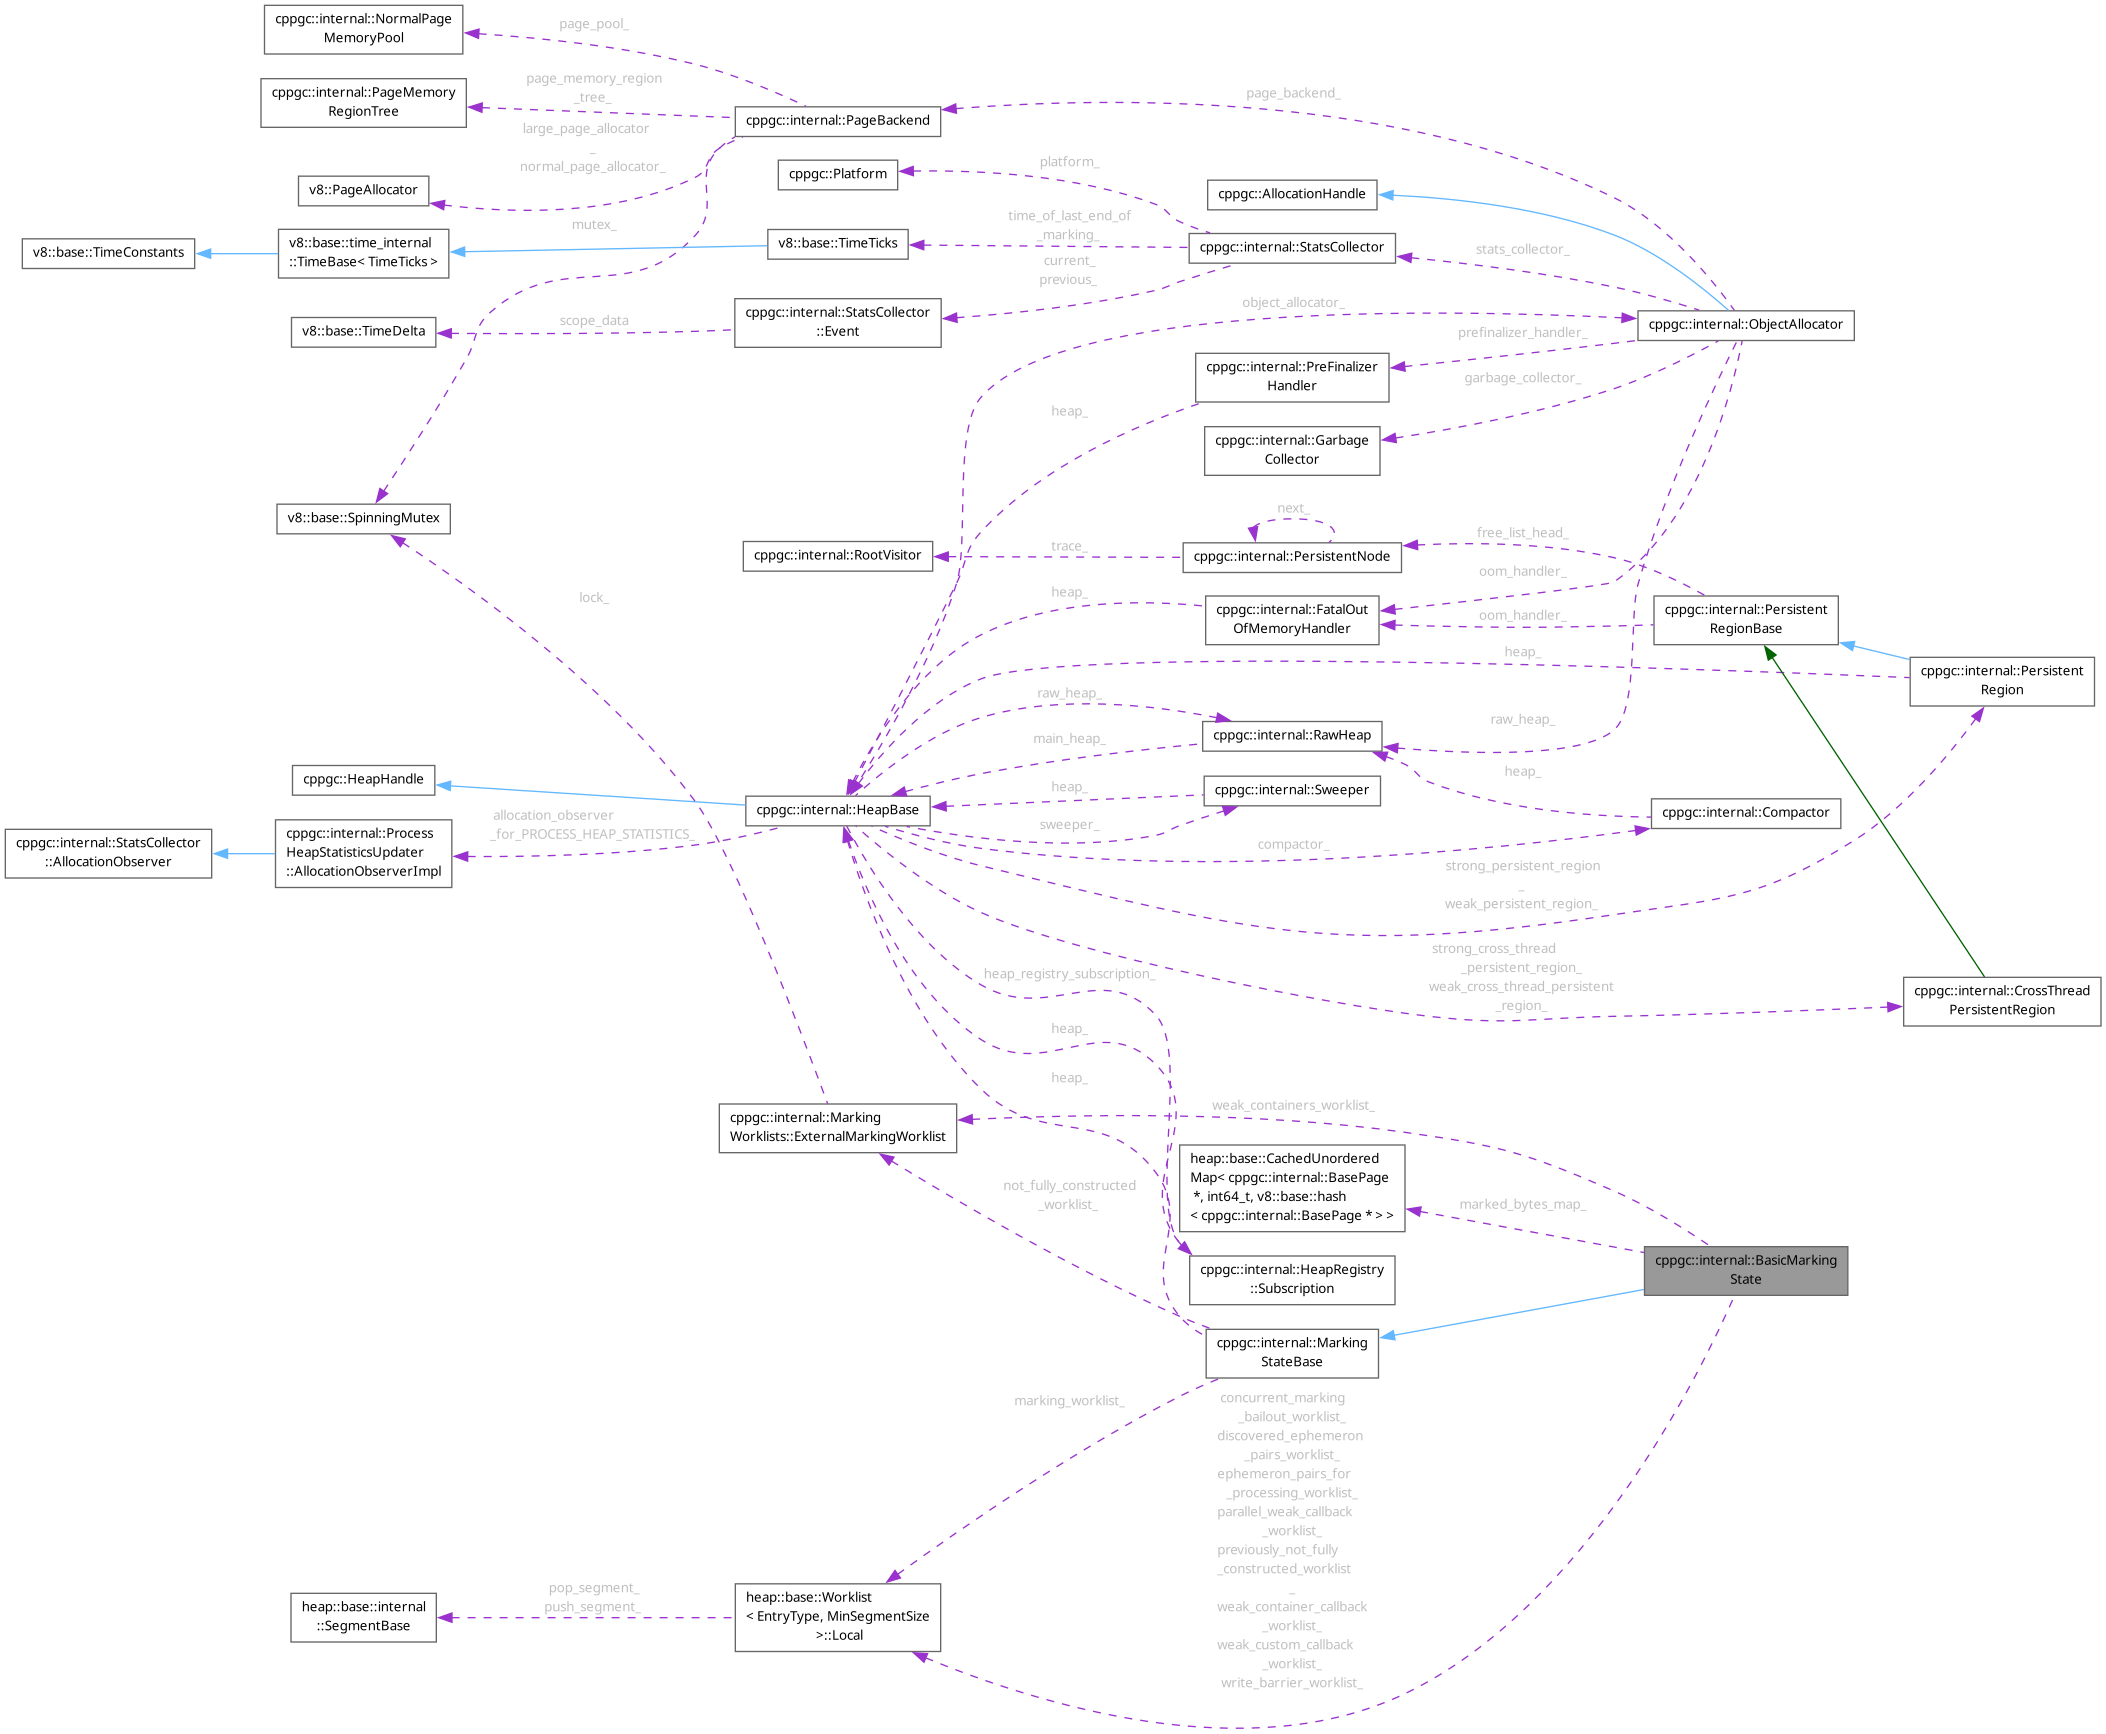 cppgc::internal::NormalPage
MemoryPool
page_pool_
cppgc::internal::PageMemory
RegionTree
page_memory_region
_tree_
cppgc::internal::PageBackend
page_backend_
large_page_allocator
_
normal_page_allocator_
v8::PageAllocator
cppgc::Platform
platform_
cppgc::AllocationHandle
mutex_
v8::base::TimeConstants
v8::base::time_internal
::TimeBase< TimeTicks >
v8::base::TimeTicks
time_of_last_end_of
_marking_
cppgc::internal::StatsCollector
stats_collector_
current_
previous_
v8::base::TimeDelta
scope_data
cppgc::internal::StatsCollector
::Event
object_allocator_
cppgc::internal::ObjectAllocator
prefinalizer_handler_
cppgc::internal::PreFinalizer
Handler
garbage_collector_
heap_
cppgc::internal::Garbage
Collector
v8::base::SpinningMutex
next_
cppgc::internal::RootVisitor
trace_
cppgc::internal::PersistentNode
free_list_head_
oom_handler_
lock_
heap_
cppgc::internal::FatalOut
OfMemoryHandler
oom_handler_
cppgc::internal::Persistent
RegionBase
heap_
cppgc::internal::Persistent
Region
raw_heap_
cppgc::internal::RawHeap
raw_heap_
main_heap_
heap_
cppgc::HeapHandle
cppgc::internal::HeapBase
heap_
cppgc::internal::Sweeper
sweeper_
cppgc::internal::Compactor
compactor_
cppgc::internal::StatsCollector
::AllocationObserver
cppgc::internal::Process
HeapStatisticsUpdater
::AllocationObserverImpl
allocation_observer
_for_PROCESS_HEAP_STATISTICS_
strong_persistent_region
_
weak_persistent_region_
strong_cross_thread
_persistent_region_
weak_cross_thread_persistent
_region_
cppgc::internal::CrossThread
PersistentRegion
heap_registry_subscription_
heap_
heap_
cppgc::internal::Marking
Worklists::ExternalMarkingWorklist
weak_containers_worklist_
heap::base::CachedUnordered
Map< cppgc::internal::BasePage
*, int64_t, v8::base::hash
< cppgc::internal::BasePage * > >
marked_bytes_map_
not_fully_constructed
_worklist_
cppgc::internal::HeapRegistry
::Subscription
cppgc::internal::BasicMarking
State
cppgc::internal::Marking
StateBase
marking_worklist_
concurrent_marking
_bailout_worklist_
discovered_ephemeron
_pairs_worklist_
ephemeron_pairs_for
_processing_worklist_
parallel_weak_callback
_worklist_
previously_not_fully
_constructed_worklist
_
weak_container_callback
_worklist_
weak_custom_callback
_worklist_
write_barrier_worklist_
heap::base::internal
::SegmentBase
pop_segment_
push_segment_
heap::base::Worklist
< EntryType, MinSegmentSize
>::Local